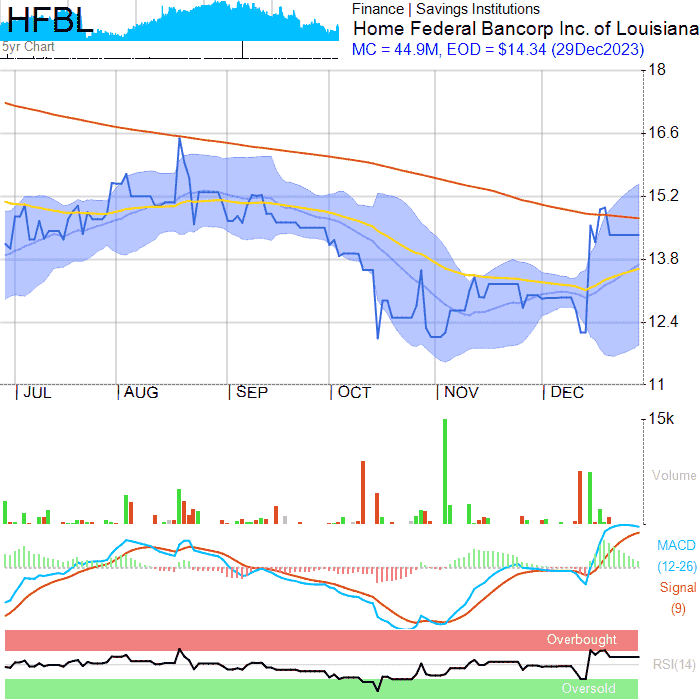 HFBL
5yr Chart
Finance | Savings Institutions
Home Federal Bancorp Inc. of Louisiana
MC = 44.9M, EOD = $14.34 (29Dec2023)
18
16.6
15.2
13.8
12.4
11
JUL
AUG
SEP
OCT
NOV
DEC
15k
Volume
MACD
(12-26)
Signal
(9)
Overbought
RSI(14)
Oversold